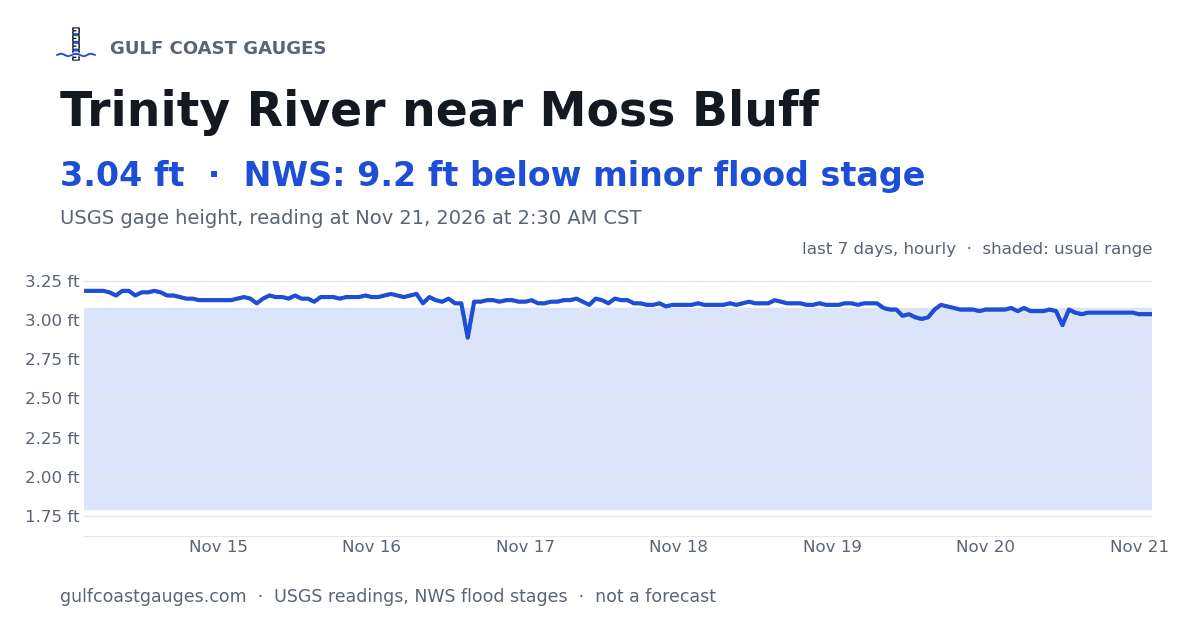 GULF COAST GAUGES
Trinity River near Moss Bluff
3.04 ft · NWS: 9.2 ft below minor flood stage
USGS gage height, reading at Nov 21, 2026 at 2:30 AM CST
last 7 days, hourly · shaded: usual range
3.25 ft
3.00 ft
2.75 ft
2.50 ft
2.25 ft
2.00 ft
1.75 ft
Nov 15 Nov 16 Nov 17 Nov 18 Nov 19 Nov 20 Nov 21
gulfcoastgauges.com · USGS readings, NWS flood stages · not a forecast